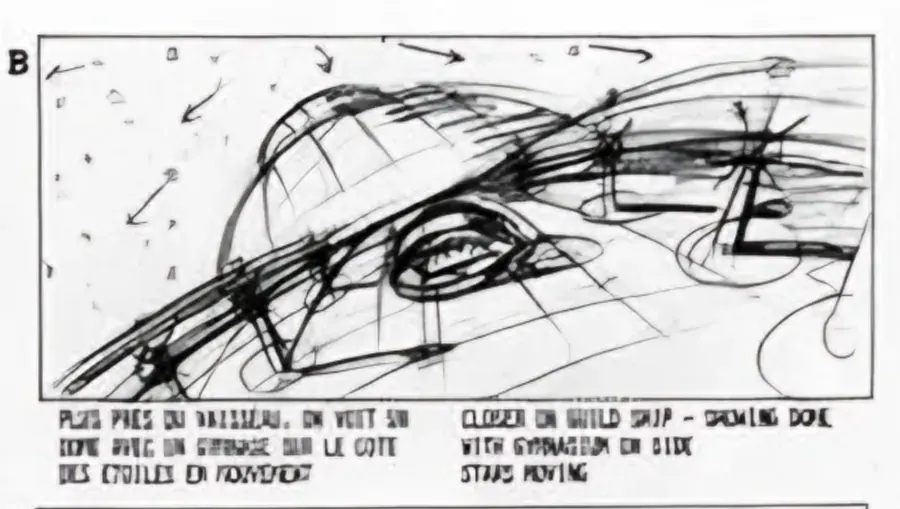 B
PLUS PRES DU VAISSEAU. ON VOIT UN
DOME AVEC UN GYMNASE SUR LE COTE
DES ETOILES EN MOUVEMENT
CLOSER ON GUILD SHIP - SHOWING DOME
WITH GYMNASIUM ON SIDE
STARS MOVING